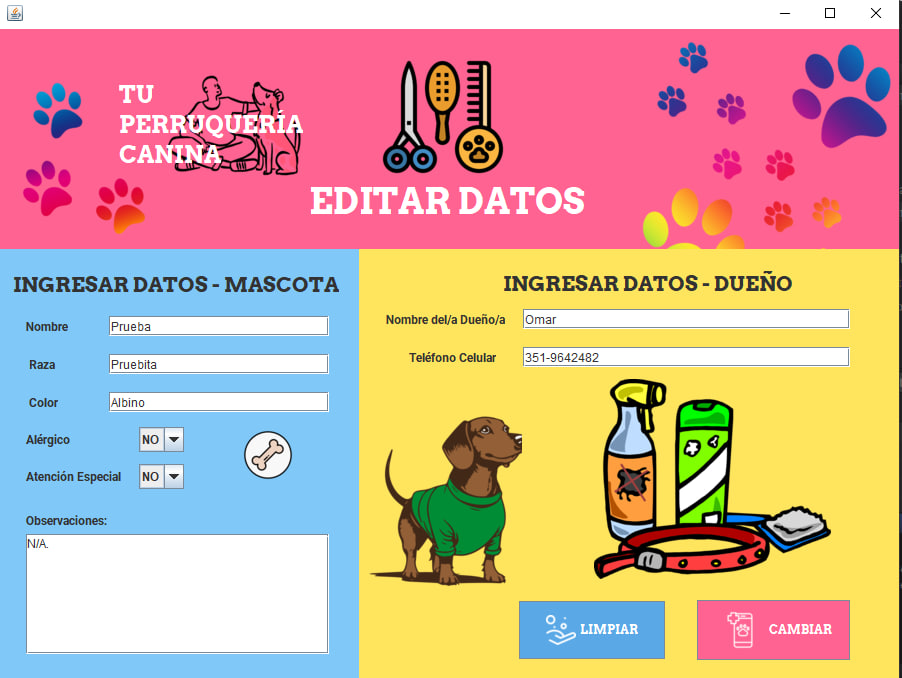 TU
PERRUQUERÍA
CANINA
EDITAR DATOS
INGRESAR DATOS - MASCOTA
Nombre
Prueba
Raza
Pruebita
Color
Albino
Alérgico
NO
Atención Especial
NO
Observaciones:
N/A.
INGRESAR DATOS - DUEÑO
Nombre del/a Dueño/a
Omar
Teléfono Celular
351-9642482
LIMPIAR
CAMBIAR